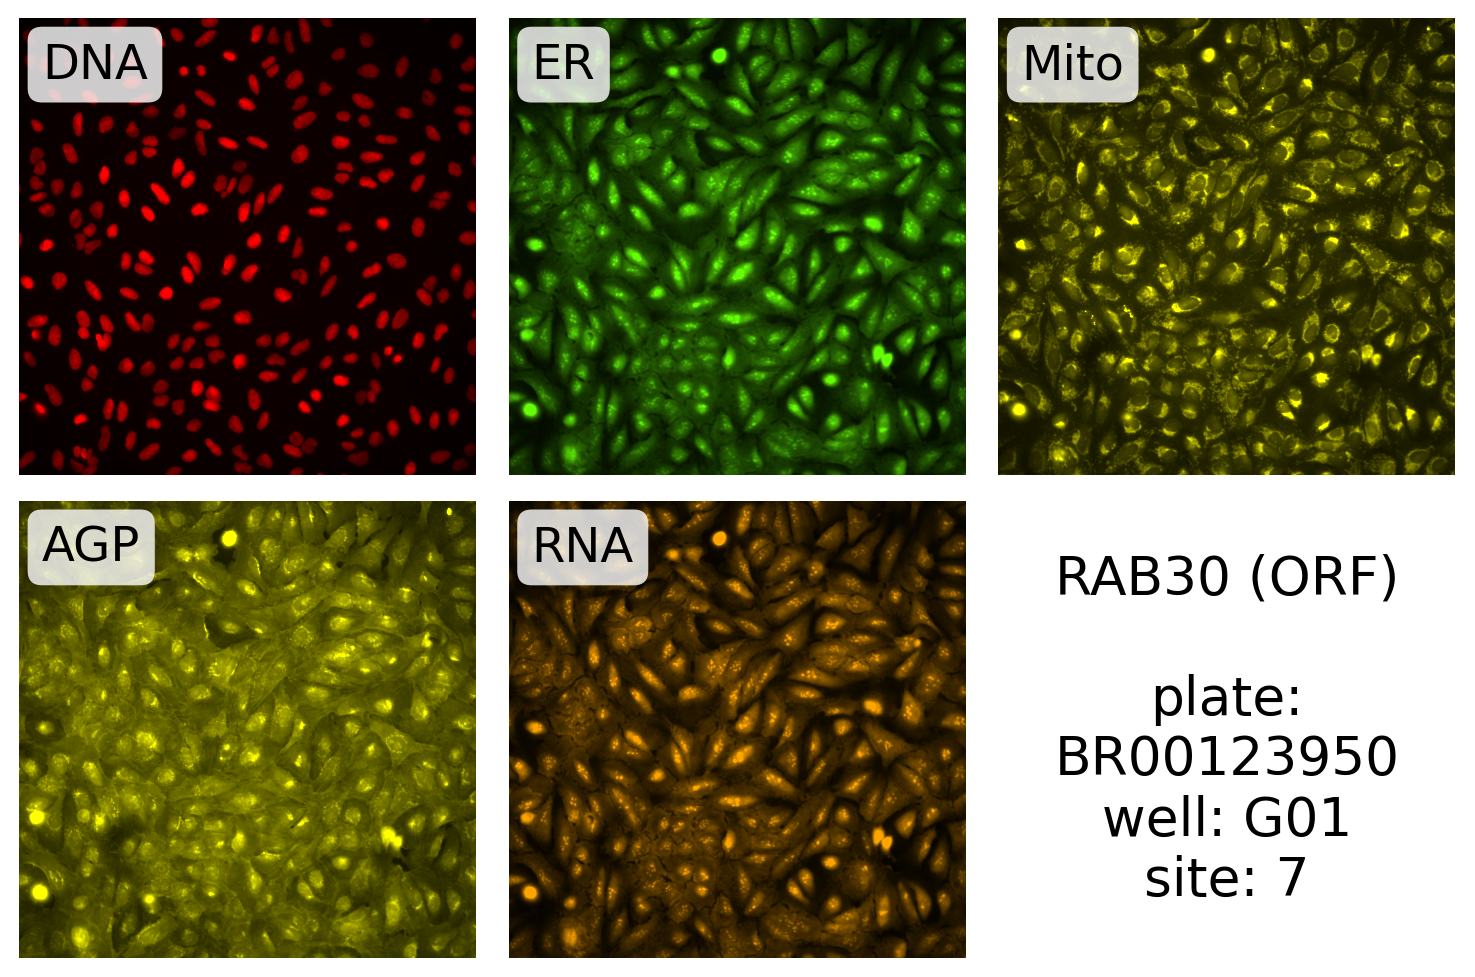 DNA
ER
Mito
AGP
RNA
RAB30 (ORF)
plate:
BR00123950
well: G01
site: 7